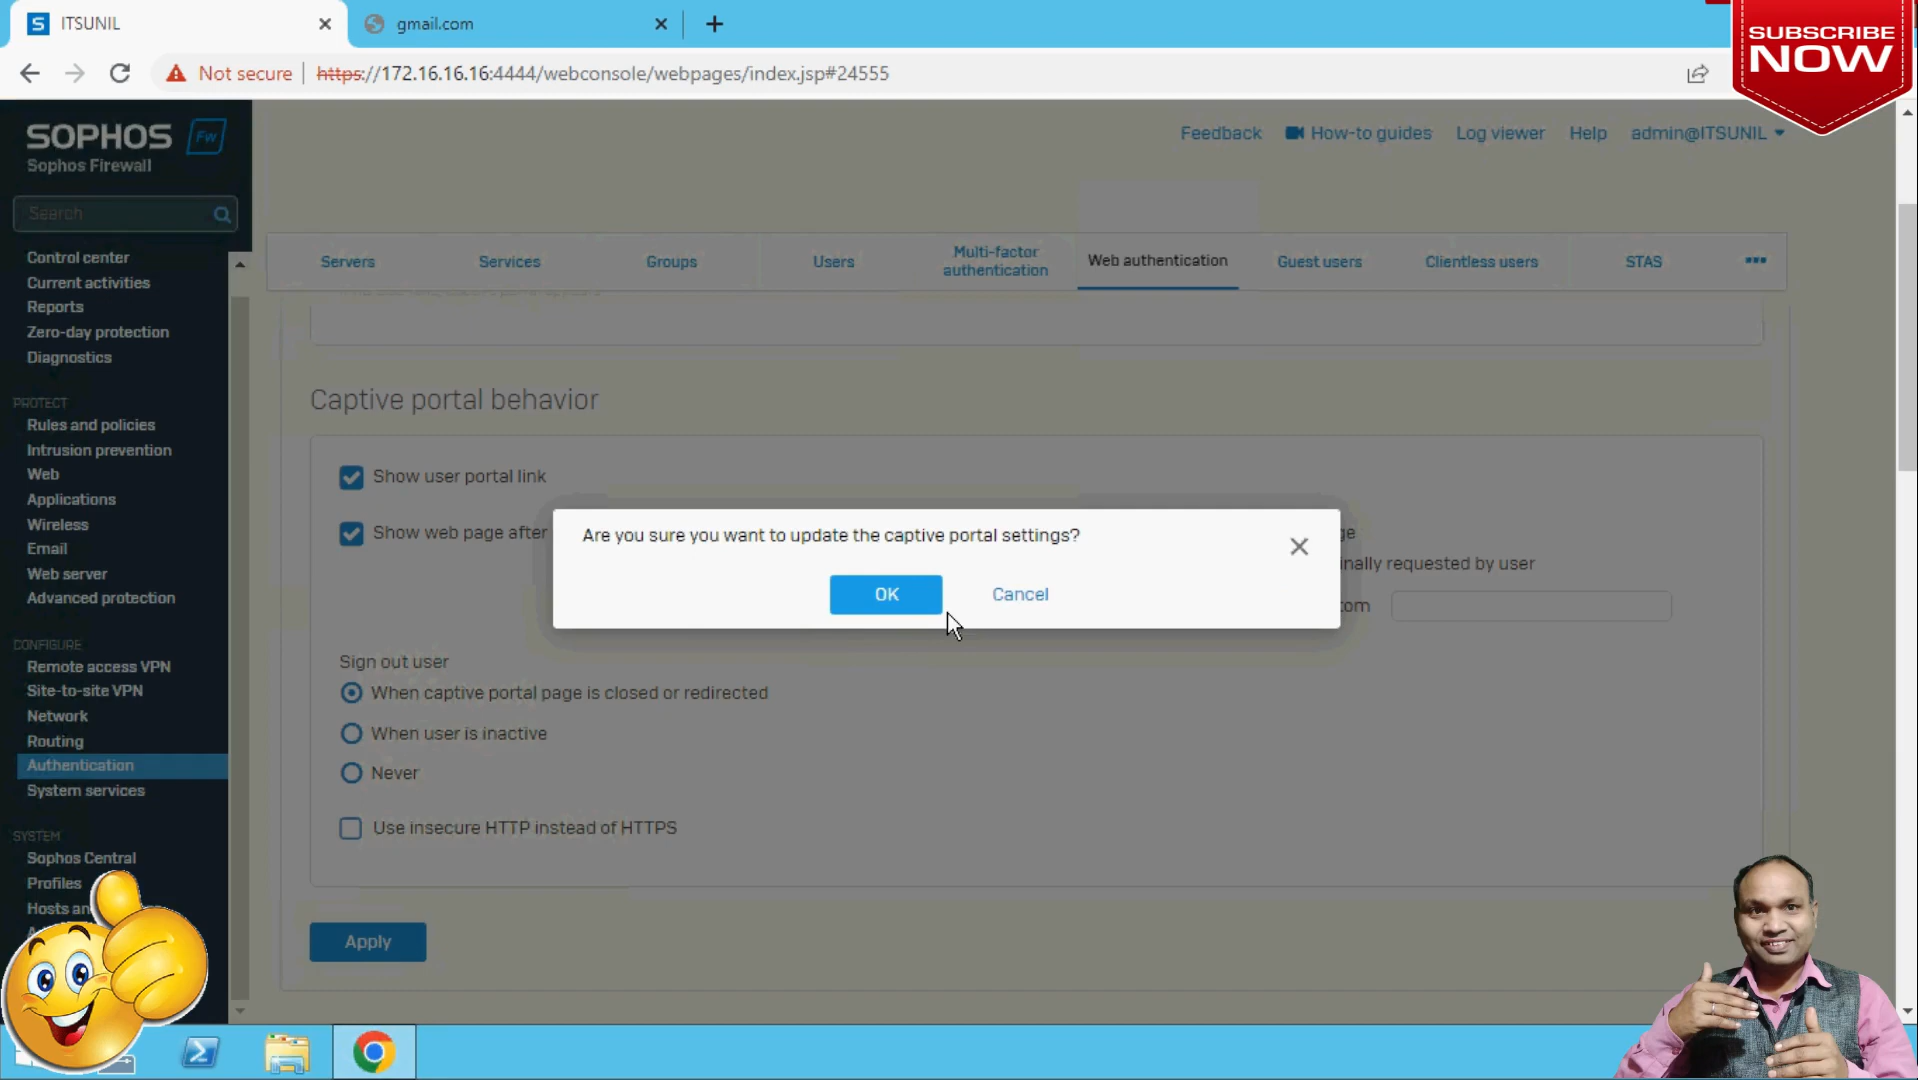 ITSUNIL
gmail.com
SUBSCRIBE
NOW
Not secure
https://172.16.16.16:4444/webconsole/webpages/index.jsp#24555
SOPHOS
Fw
Sophos Firewall
Feedback
How-to guides
Log viewer
Help
admin@ITSUNIL
Search
Control center
Current activities
Reports
Zero-day protection
Diagnostics
PROTECT
Rules and policies
Intrusion prevention
Web
Applications
Wireless
Email
Web server
Advanced protection
CONFIGURE
Remote access VPN
Site-to-site VPN
Network
Routing
Authentication
System services
SYSTEM
Sophos Central
Profiles
Hosts an
Servers
Services
Groups
Users
Multi-factor
authentication
Web authentication
Guest users
Clientless users
STAS
Captive portal behavior
Show user portal link
Show web page after
inally requested by user
Are you sure you want to update the captive portal settings?
OK
Cancel
Sign out user
When captive portal page is closed or redirected
When user is inactive
Never
Use insecure HTTP instead of HTTPS
Apply